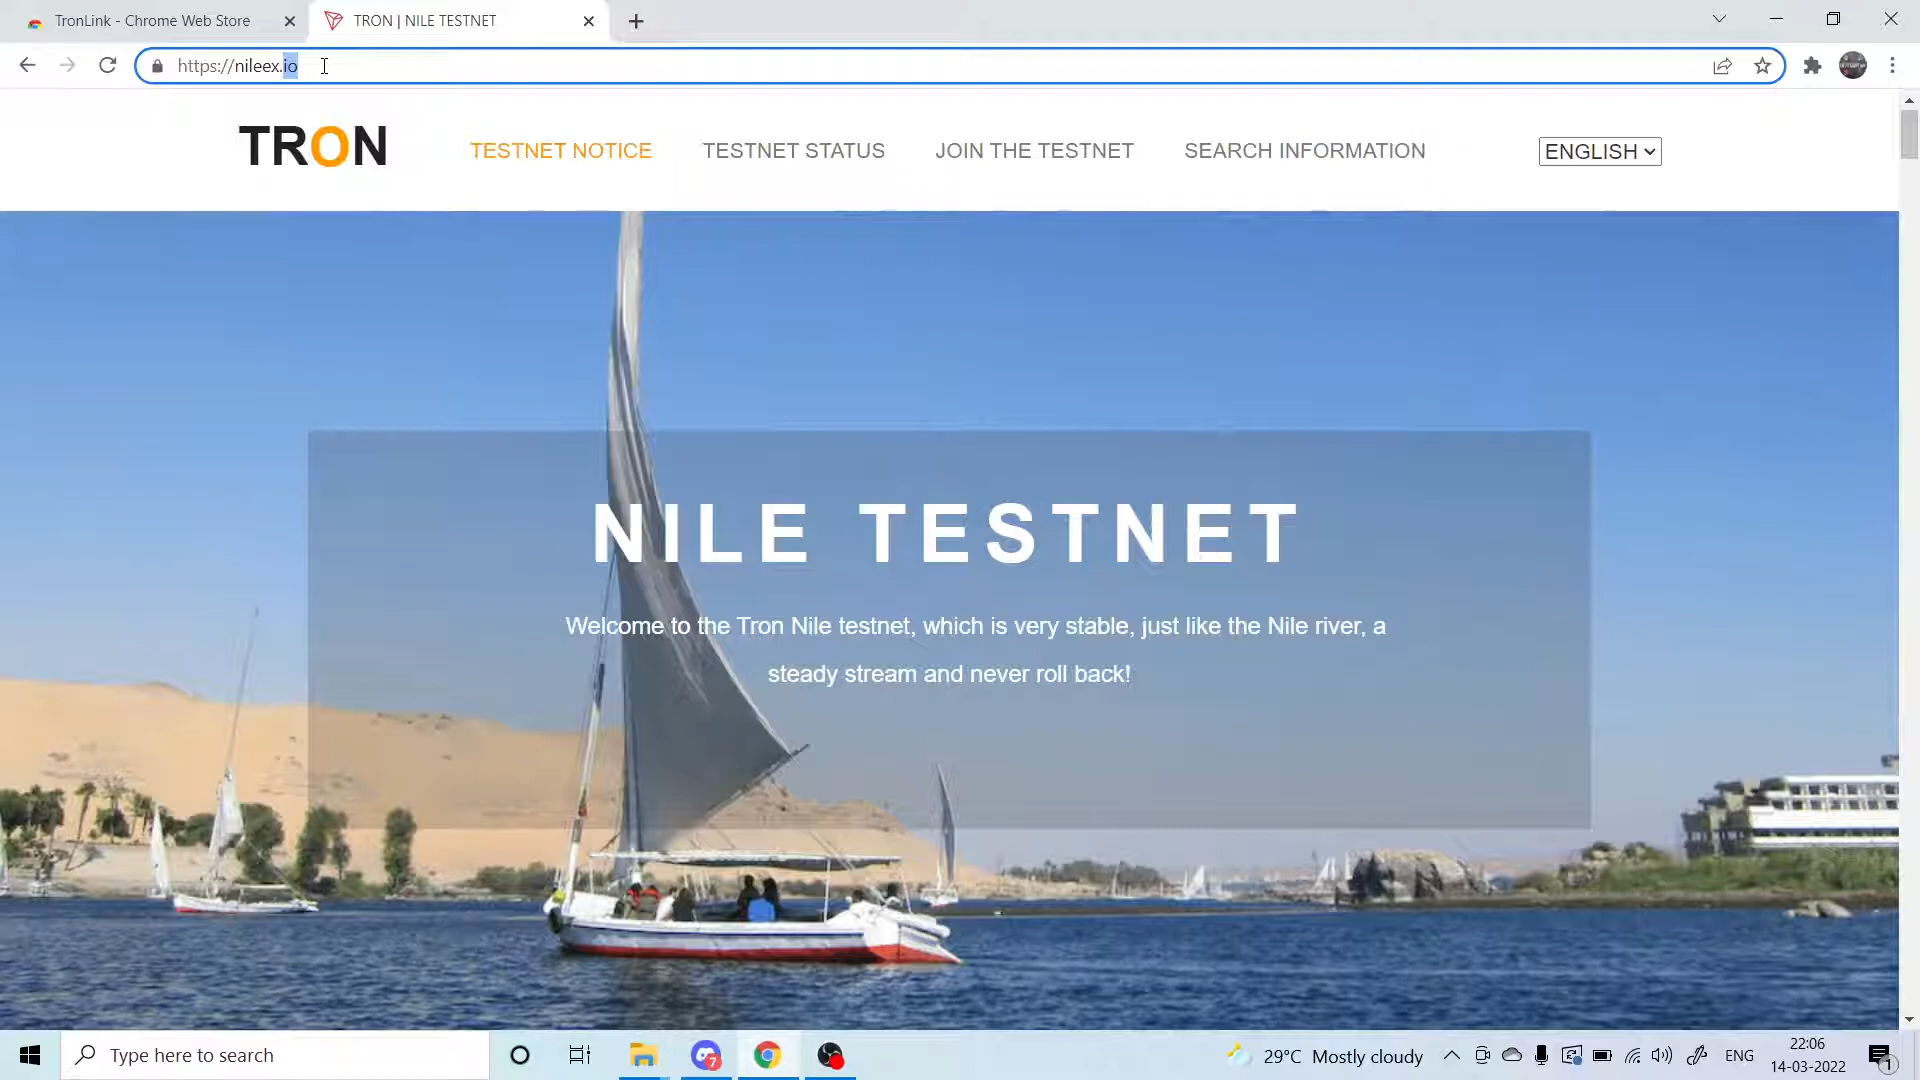 TronLink - Chrome Web Store
TRON | NILE TESTNET
https://nileex.io
TRON
TESTNET NOTICE
TESTNET STATUS
JOIN THE TESTNET
SEARCH INFORMATION
ENGLISH
NILE TESTNET
Welcome to the Tron Nile testnet, which is very stable, just like the Nile river, a
steady stream and never roll back!
Type here to search
7
29°C Mostly cloudy
ENG
22:06
14-03-2022
1